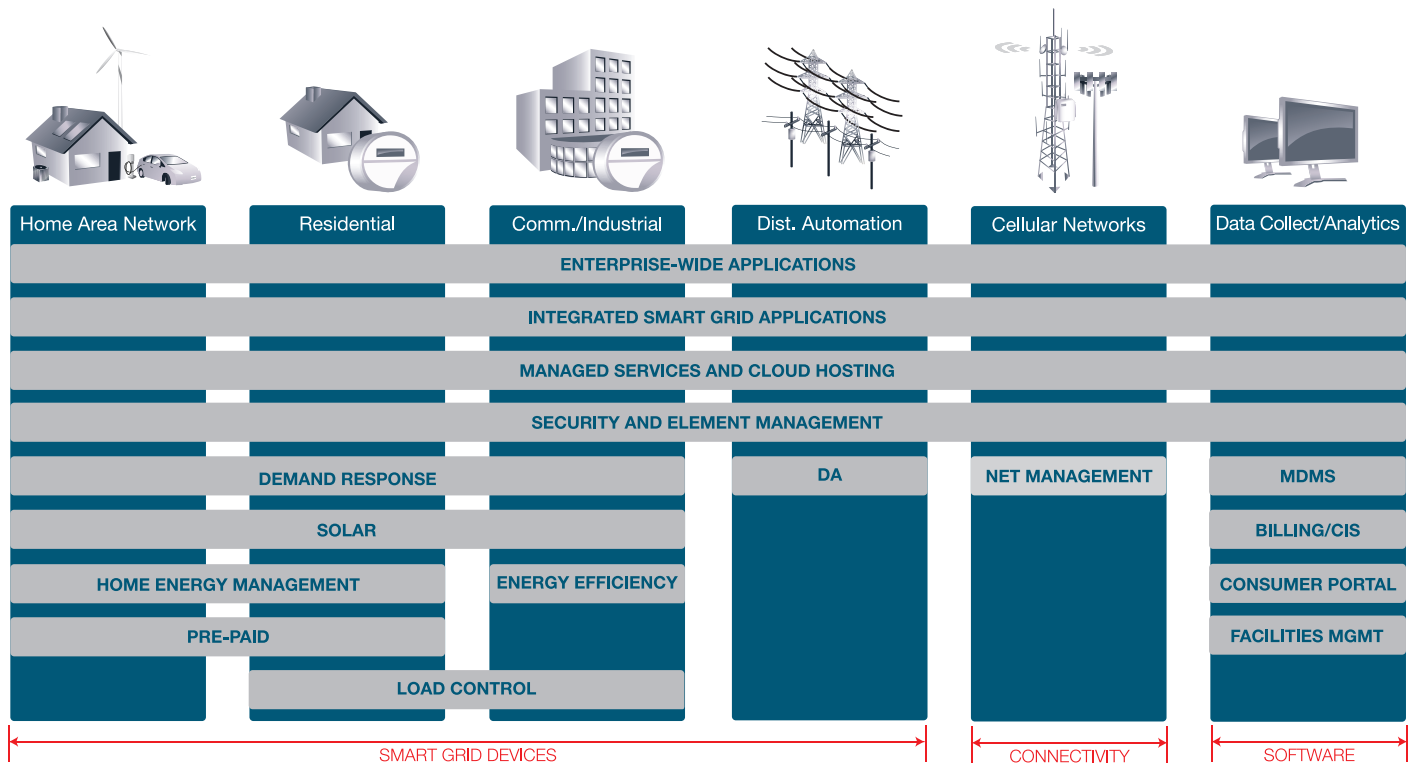 Home Area Network
Residential
Comm./Industrial
Dist. Automation
Cellular Networks
Data Collect/Analytics
ENTERPRISE-WIDE APPLICATIONS
INTEGRATED SMART GRID APPLICATIONS
MANAGED SERVICES AND CLOUD HOSTING
SECURITY AND ELEMENT MANAGEMENT
DEMAND RESPONSE
DA
NET MANAGEMENT
MDMS
SOLAR
BILLING/CIS
HOME ENERGY MANAGEMENT
ENERGY EFFICIENCY
CONSUMER PORTAL
PRE-PAID
FACILITIES MGMT
LOAD CONTROL
SMART GRID DEVICES
CONNECTIVITY
SOFTWARE